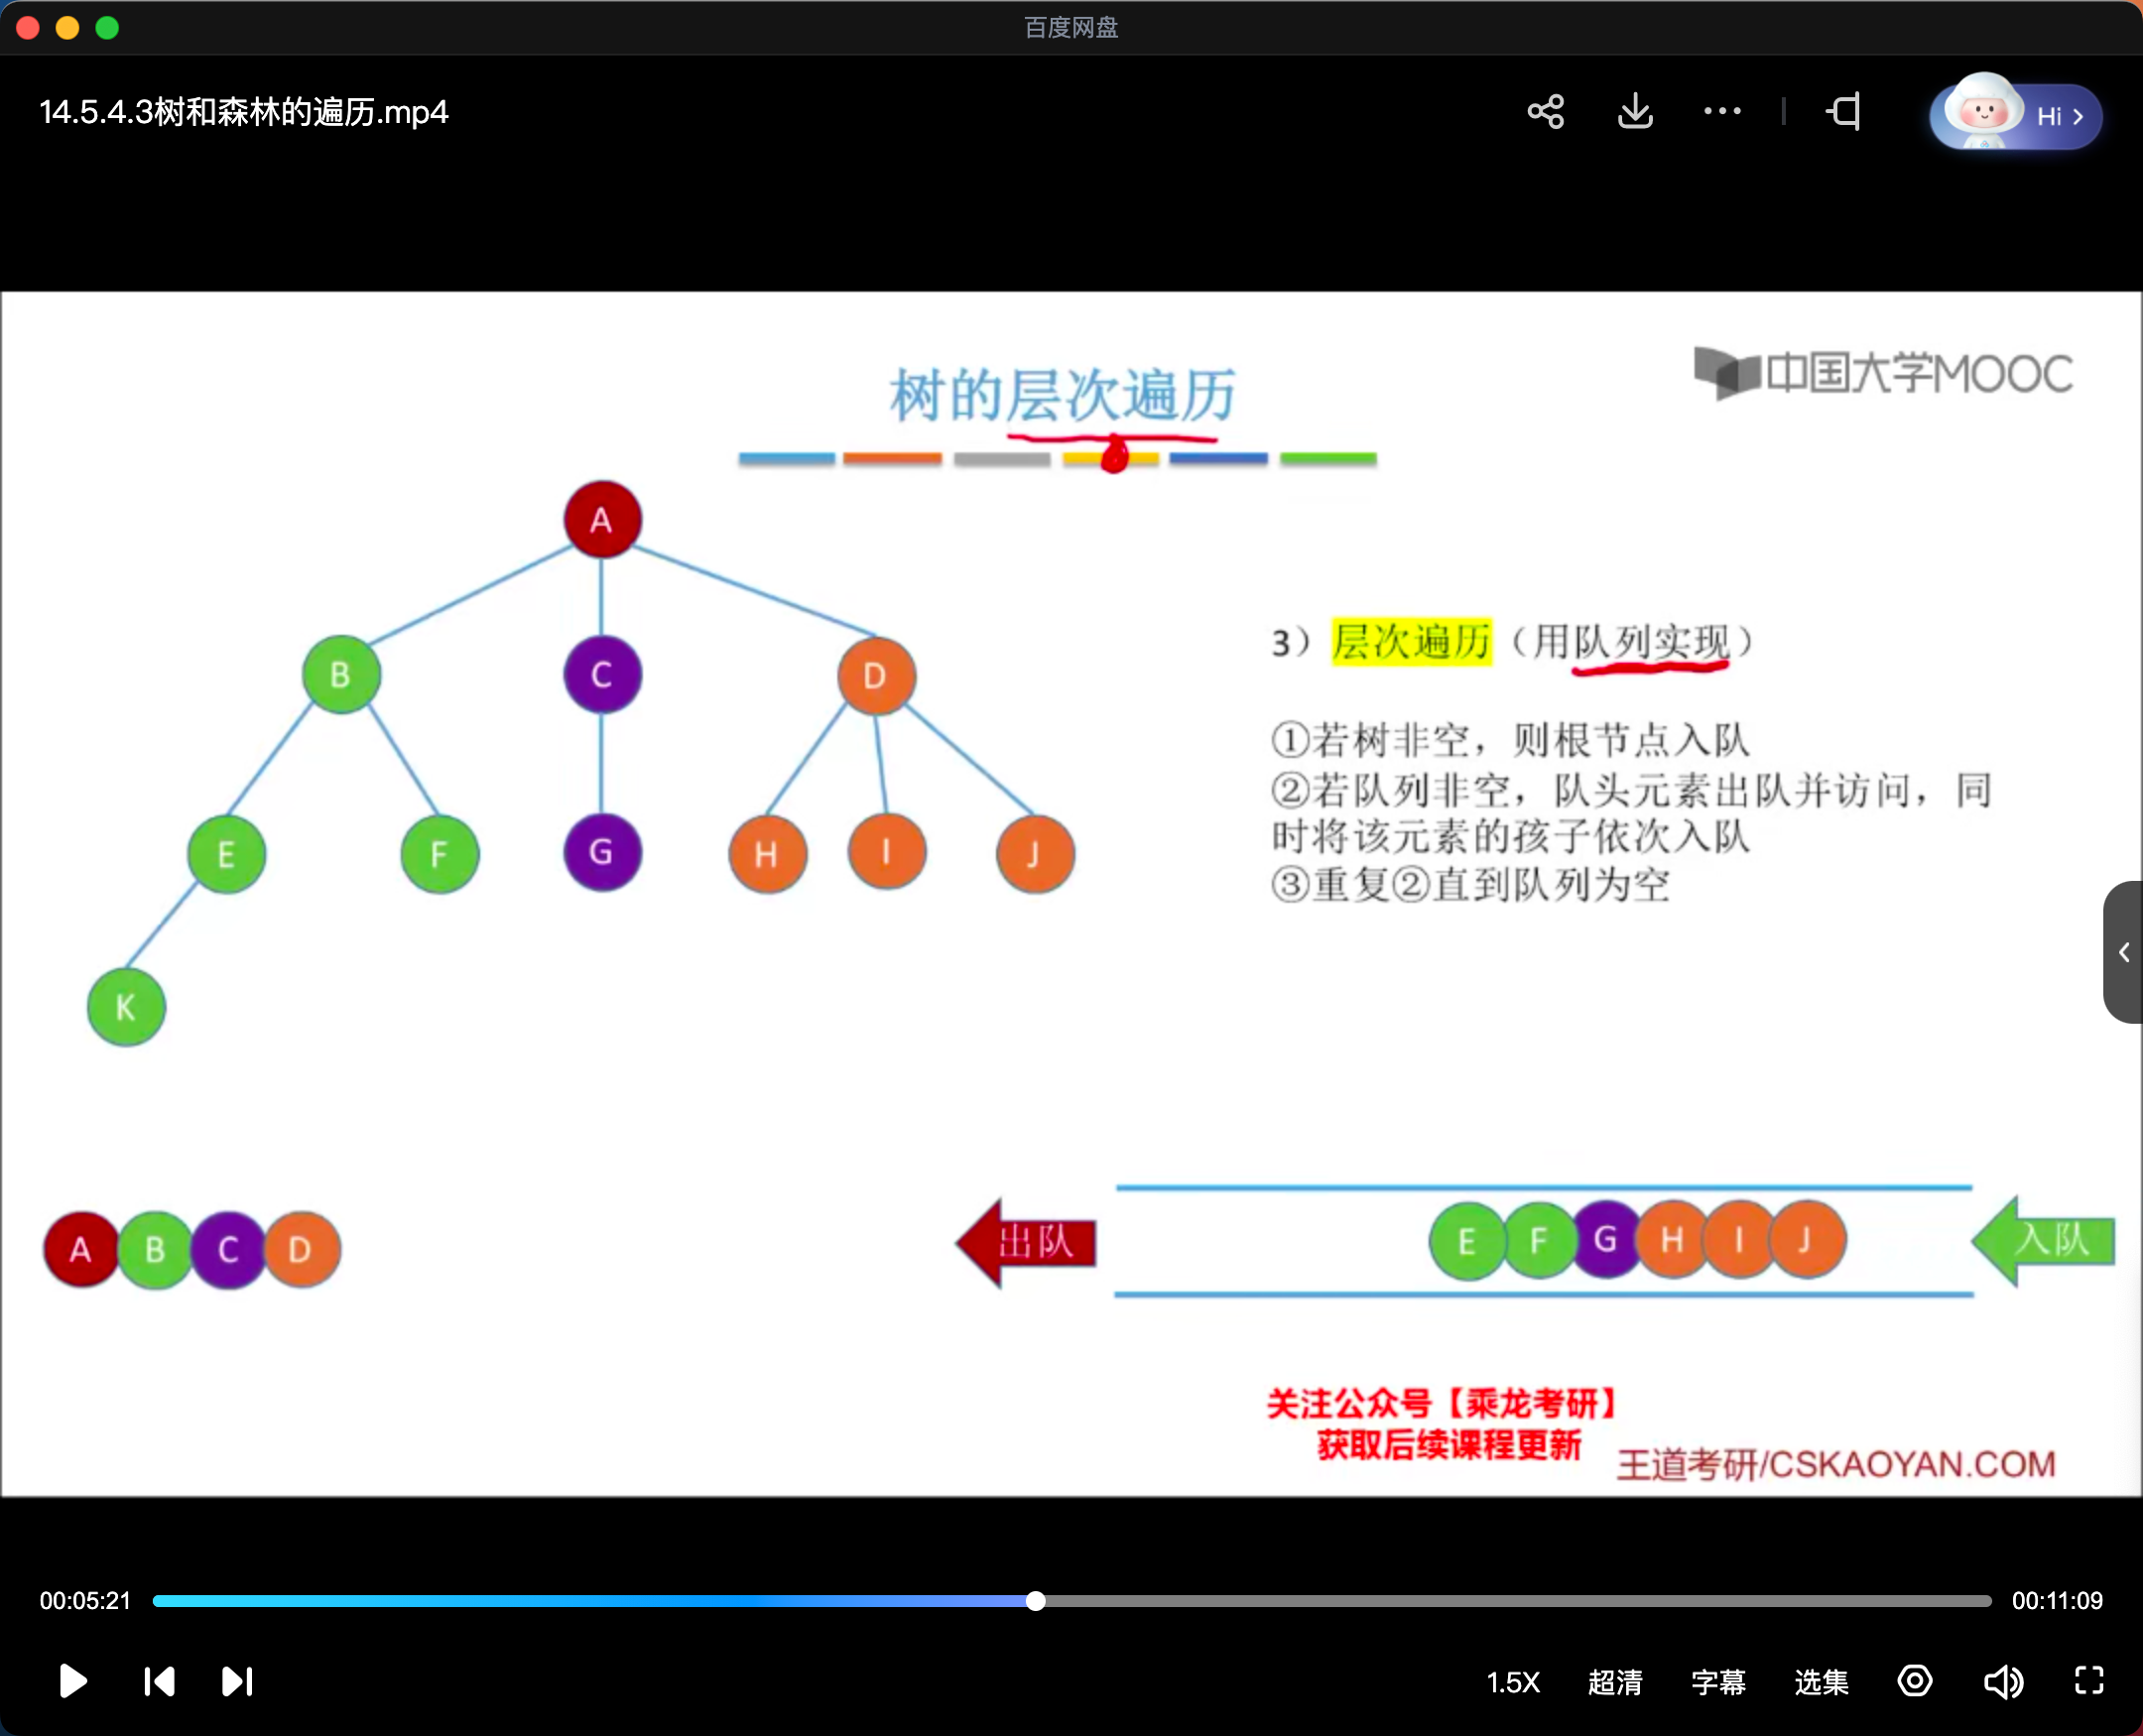 百度网盘
14.5.4.3树和森林的遍历.mp4
Hi
中国大学MOOC
树的层次遍历
A
B
C
D
3）层次遍历（用队列实现）
①若树非空，则根节点入队
②若队列非空，队头元素出队并访问，同
时将该元素的孩子依次入队
③重复②直到队列为空
E
F
G
H
I
J
K
A B C D
出队
E F G H I J
入队
关注公众号【乘龙考研】
获取后续课程更新
王道考研/CSKAOYAN.COM
00:05:21
00:11:09
1.5X
超清
字幕
选集